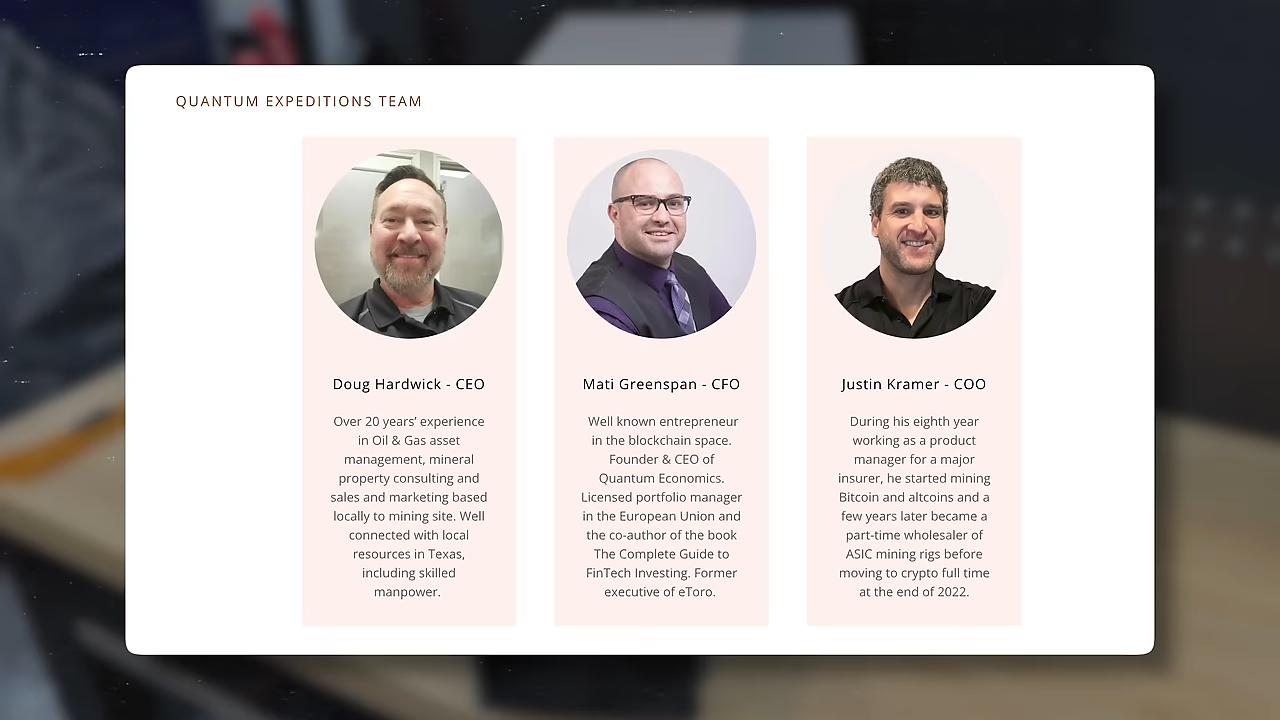 QUANTUM EXPEDITIONS TEAM
Doug Hardwick - CEO
Over 20 years’ experience
in Oil & Gas asset
management, mineral
property consulting and
sales and marketing based
locally to mining site. Well
connected with local
resources in Texas,
including skilled
manpower.
Mati Greenspan - CFO
Well known entrepreneur
in the blockchain space.
Founder & CEO of
Quantum Economics.
Licensed portfolio manager
in the European Union and
the co-author of the book
The Complete Guide to
FinTech Investing. Former
executive of eToro.
Justin Kramer - COO
During his eighth year
working as a product
manager for a major
insurer, he started mining
Bitcoin and altcoins and a
few years later became a
part-time wholesaler of
ASIC mining rigs before
moving to crypto full time
at the end of 2022.